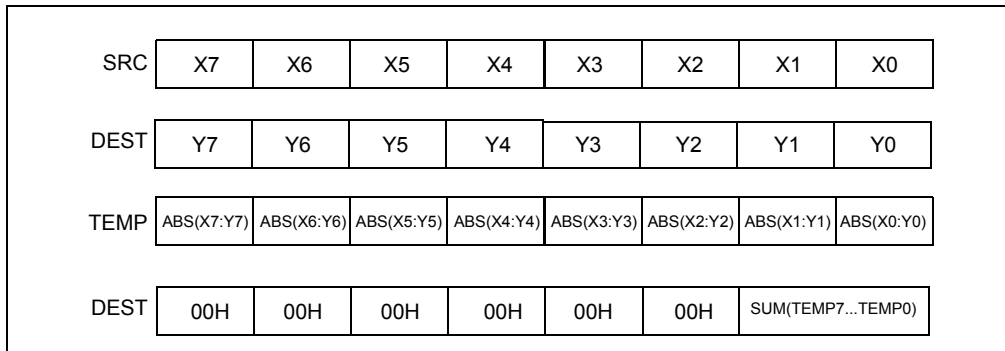 SRC X7 X6 X5 X4 X3 X2 X1 X0
DEST Y7 Y6 Y5 Y4 Y3 Y2 Y1 Y0
TEMP ABS(X7:Y7) ABS(X6:Y6) ABS(X5:Y5) ABS(X4:Y4) ABS(X3:Y3) ABS(X2:Y2) ABS(X1:Y1) ABS(X0:Y0)
DEST 00H 00H 00H 00H 00H 00H SUM(TEMP7...TEMP0)